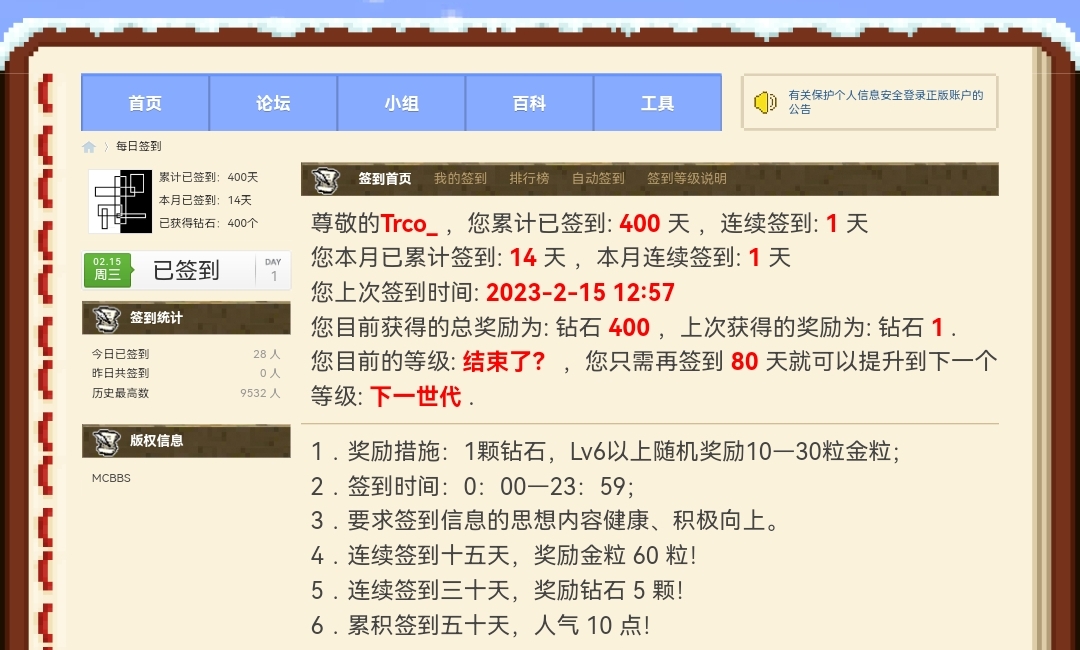 首页 论坛 小组 百科 工具
有关保护个人信息安全登录正版账户的
公告
每日签到
累计已签到：400天
本月已签到：14天
已获得钻石：400个
02.15
周三
已签到
DAY
1
签到统计
今日已签到 28 人
昨日共签到 0 人
历史最高数 9532 人
版权信息
MCBBS
签到首页 我的签到 排行榜 自动签到 签到等级说明
尊敬的Trco_ ，您累计已签到: 400 天 ，连续签到: 1 天
您本月已累计签到: 14 天 ，本月连续签到: 1 天
您上次签到时间: 2023-2-15 12:57
您目前获得的总奖励为: 钻石 400 ，上次获得的奖励为: 钻石 1 .
您目前的等级: 结束了？ ，您只需再签到 80 天就可以提升到下一个
等级: 下一世代 .
1 . 奖励措施：1颗钻石，Lv6以上随机奖励10—30粒金粒;
2 . 签到时间：0：00—23：59;
3 . 要求签到信息的思想内容健康、积极向上。
4 . 连续签到十五天，奖励金粒 60 粒!
5 . 连续签到三十天，奖励钻石 5 颗!
6 . 累积签到五十天，人气 10 点!